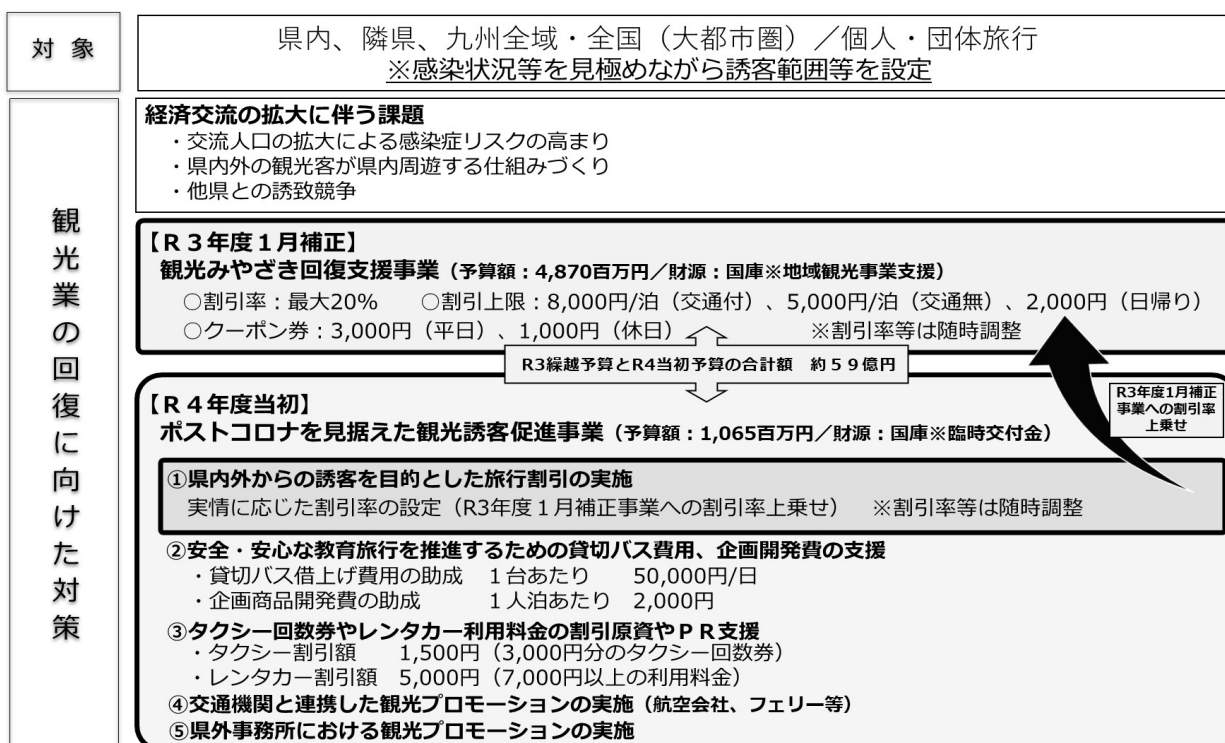 対 象
県内、隣県、九州全域・全国（大都市圏）／個人・団体旅行
※感染状況等を見極めながら誘客範囲等を設定
観光業の回復に向けた対策
経済交流の拡大に伴う課題
・交流人口の拡大による感染症リスクの高まり
・県内外の観光客が県内周遊する仕組みづくり
・他県との誘致競争
【Ｒ３年度１月補正】
観光みやざき回復支援事業（予算額：4,870百万円／財源：国庫※地域観光事業支援）
○割引率：最大20%　○割引上限：8,000円/泊（交通付）、5,000円/泊（交通無）、2,000円（日帰り）
○クーポン券：3,000円（平日）、1,000円（休日）　※割引率等は随時調整
R3繰越予算とR4当初予算の合計額　約５９億円
R3年度1月補正
事業への割引率
上乗せ
【Ｒ４年度当初】
ポストコロナを見据えた観光誘客促進事業（予算額：1,065百万円／財源：国庫※臨時交付金）
①県内外からの誘客を目的とした旅行割引の実施
実情に応じた割引率の設定（R3年度１月補正事業への割引率上乗せ）　※割引率等は随時調整
②安全・安心な教育旅行を推進するための貸切バス費用、企画開発費の支援
・貸切バス借上げ費用の助成　１台あたり　50,000円/日
・企画商品開発費の助成　１人泊あたり　2,000円
③タクシー回数券やレンタカー利用料金の割引原資やＰＲ支援
・タクシー割引額　1,500円（3,000円分のタクシー回数券）
・レンタカー割引額　5,000円（7,000円以上の利用料金）
④交通機関と連携した観光プロモーションの実施（航空会社、フェリー等）
⑤県外事務所における観光プロモーションの実施